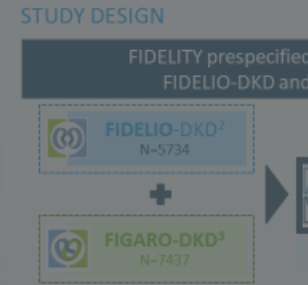 STUDY DESIGN
FIDELITY prespecified
FIDELIO-DKD and
FIDELIO-DKD²
N=5734
+
FIGARO-DKD³
N=7437